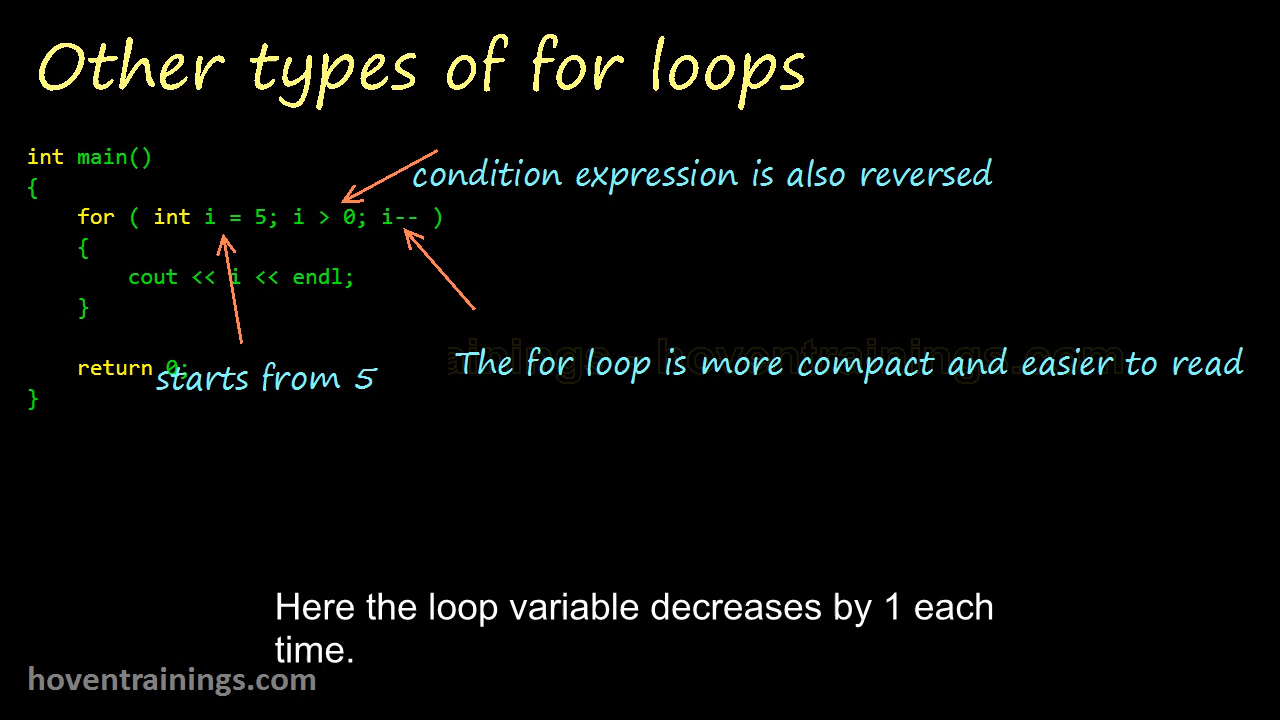 Other types of for loops
int main()
{
condition expression is also reversed
for ( int i = 5; i > 0; i-- )
{
cout << i << endl;
}
return 0;
starts from 5
The for loop is more compact and easier to read
}
Here the loop variable decreases by 1 each
time.
hoventrainings.com